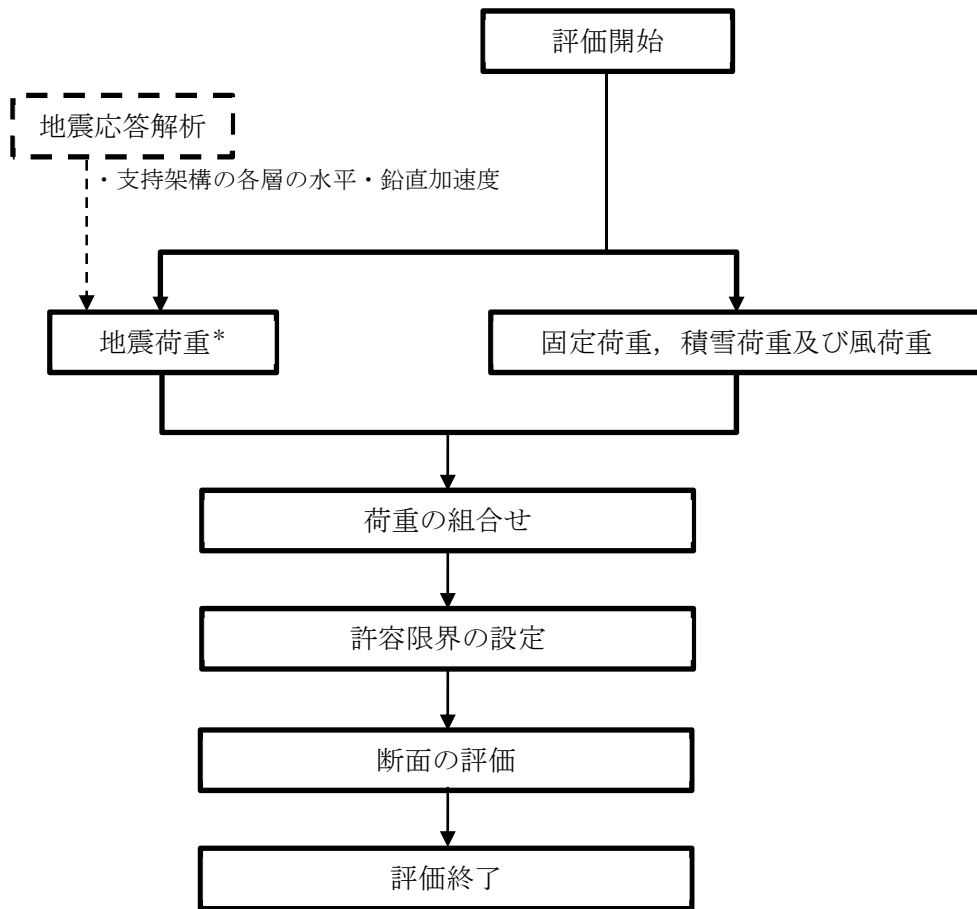 評価開始
地震応答解析
・支持架構の各層の水平・鉛直加速度
地震荷重*
固定荷重，積雪荷重及び風荷重
荷重の組合せ
許容限界の設定
断面の評価
評価終了